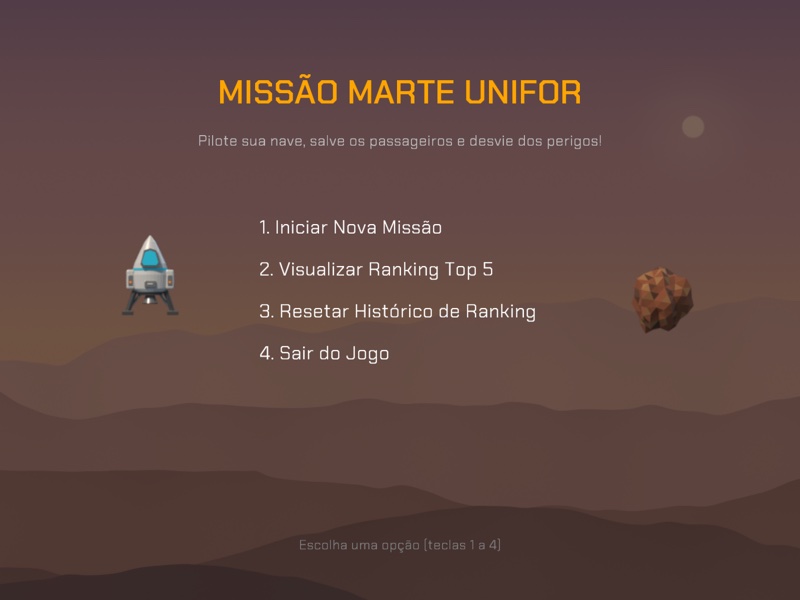 MISSÃO MARTE UNIFOR
Pilote sua nave, salve os passageiros e desvie dos perigos!
1. Iniciar Nova Missão
2. Visualizar Ranking Top 5
3. Resetar Histórico de Ranking
4. Sair do Jogo
Escolha uma opção (teclas 1 a 4)